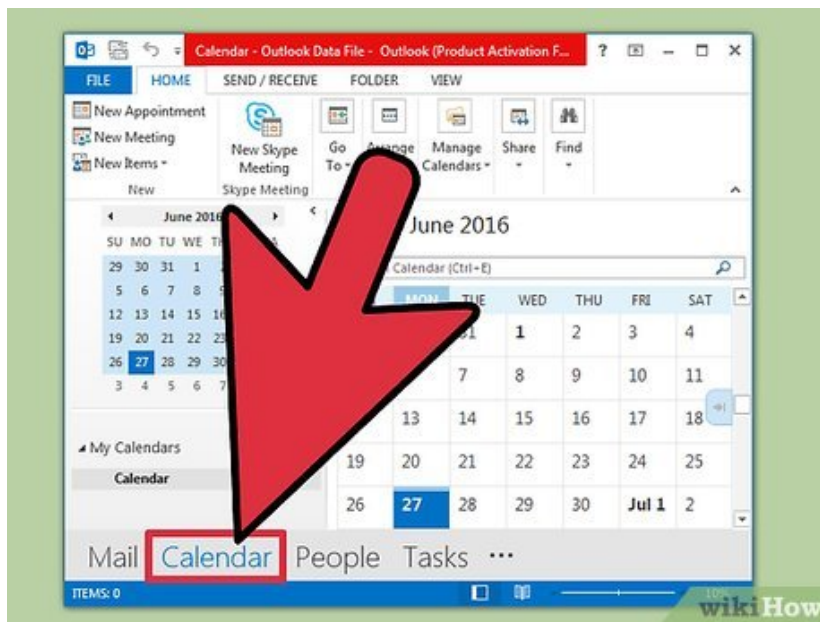 Calendar - Outlook Data File - Outlook (Product Activation F...
FILE HOME SEND / RECEIVE FOLDER VIEW
New Appointment
New Meeting
New Items
New
New Skype
Meeting
Skype Meeting
Go
To
Manage
Calendars
Share
Find
June 2016
SU MO TU WE
29 30 31 1
5 6 7 8
12 13 14 15 16
19 20 21 22 23
26 27 28 29 30
3 4 5 6 7
My Calendars
Calendar
June 2016
Calendar (Ctrl+E)
MON TUE WED THU FRI SAT
31 1 2 3 4
7 8 9 10 11
13 14 15 16 17 18
19 20 21 22 23 24 25
26 27 28 29 30 Jul 1 2
Mail Calendar People Tasks ...
ITEMS: 0
10%
wikiHow